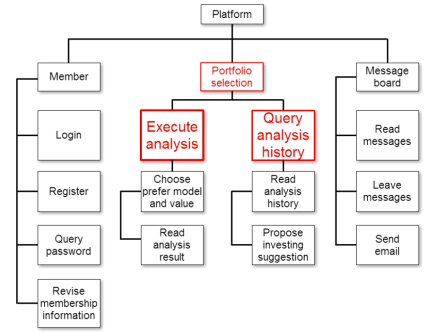 Platform
Member
Portfolio
selection
Message
board
Login
Execute
analysis
Query
analysis
history
Read
messages
Register
Choose
prefer model
and value
Read
analysis
history
Leave
messages
Query
password
Read
analysis
result
Propose
investing
suggestion
Send
email
Revise
membership
information